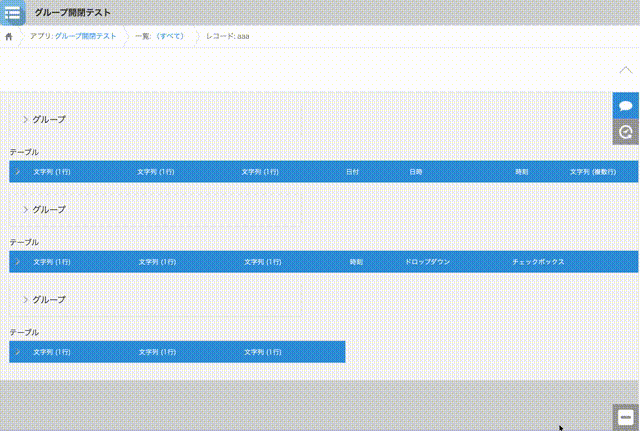 グループ開閉テスト
アプリ: グループ開閉テスト 一覧: (すべて) レコード: aaa
グループ
テーブル
文字列 (1行) 文字列 (1行) 文字列 (1行) 日付 日時 時刻 文字列 (複数行)
グループ
テーブル
文字列 (1行) 文字列 (1行) 文字列 (1行) 時刻 ドロップダウン チェックボックス
グループ
テーブル
文字列 (1行) 文字列 (1行) 文字列 (1行)